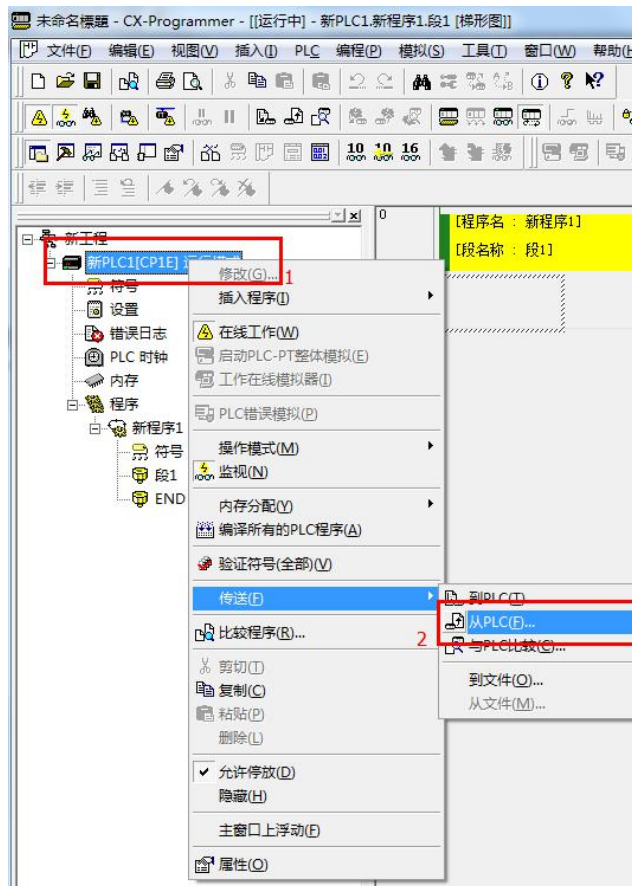 未命名標題 - CX-Programmer - [[运行中] - 新PLC1.新程序1.段1 [梯形图]]
文件(F) 编辑(E) 视图(V) 插入(I) PLC 编程(P) 模拟(S) 工具(T) 窗口(W) 帮助(H
10 10 16
0
[程序名 : 新程序1]
[段名称 : 段1]
新工程
新PLC1[CP1E] 运行模式
符号
设置
错误日志
PLC 时钟
内存
程序
新程序1
符号
段1
END
1
修改(G)...
插入程序(I)
在线工作(W)
启动PLC-PT整体模拟(E)
工作在线模拟器(I)
PLC错误模拟(P)
操作模式(M)
监视(N)
内存分配(Y)
编译所有的PLC程序(A)
验证符号(全部)(V)
传送(F)
比较程序(R)...
剪切(T)
复制(C)
粘贴(P)
删除(L)
允许停放(D)
隐藏(H)
主窗口上浮动(F)
属性(O)
2
到PLC(T)...
从PLC(F)...
与PLC比较(C)...
到文件(O)...
从文件(M)...